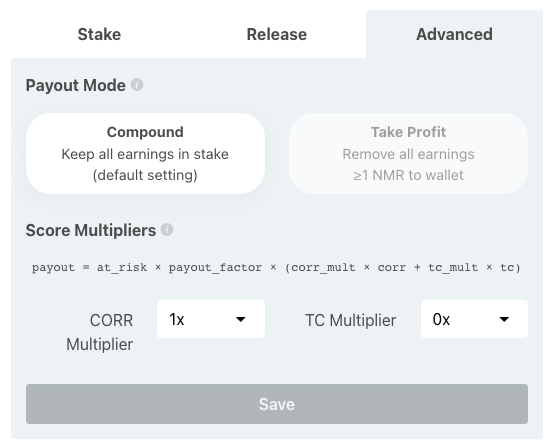 Stake Release Advanced
Payout Mode
Compound
Keep all earnings in stake
(default setting)
Take Profit
Remove all earnings
≥1 NMR to wallet
Score Multipliers
payout = at_risk × payout_factor × (corr_mult × corr + tc_mult × tc)
CORR
Multiplier
1x
TC Multiplier
0x
Save